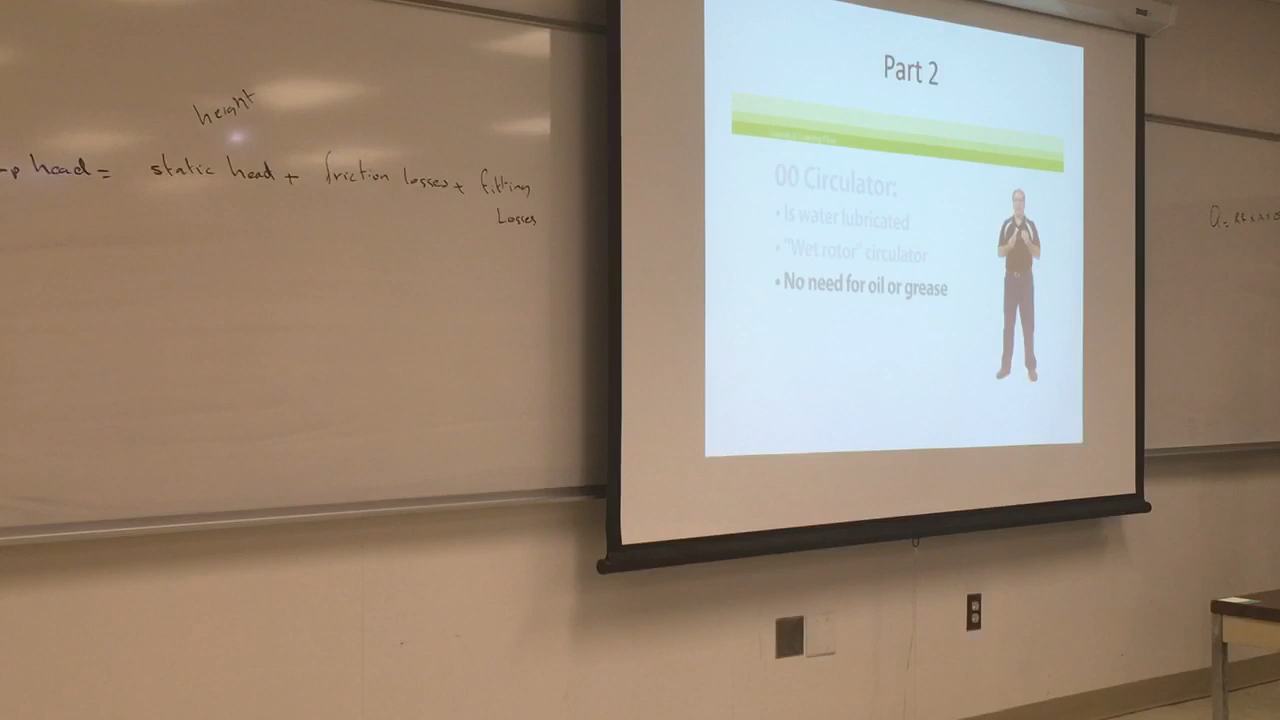 height
head = static head + friction losses + fitting
Losses
Part 2
00 Circulator:
• Is water lubricated
• "Wet rotor" circulator
• No need for oil or grease
Q =